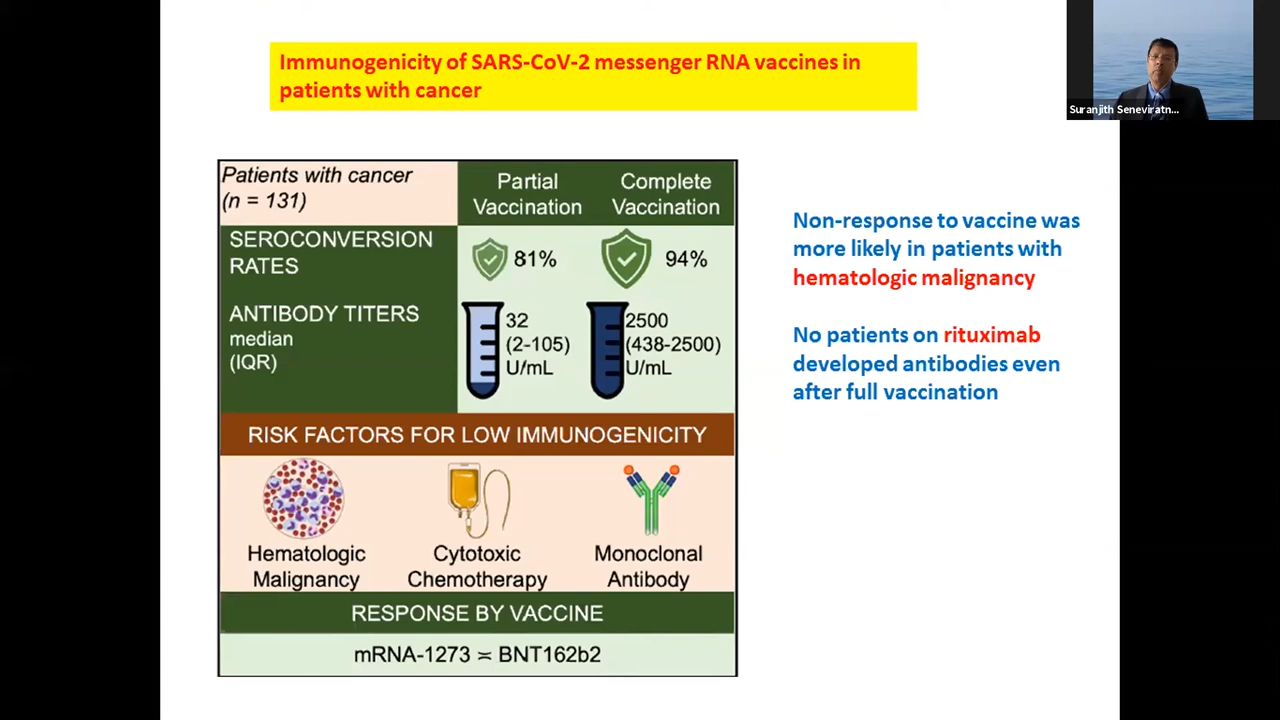 Immunogenicity of SARS-CoV-2 messenger RNA vaccines in
patients with cancer
Suranjith Seneviratn...
Patients with cancer
(n = 131)
Partial
Vaccination
Complete
Vaccination
SEROCONVERSION
RATES
81%
94%
ANTIBODY TITERS
median
(IQR)
32
(2-105)
U/mL
2500
(438-2500)
U/mL
RISK FACTORS FOR LOW IMMUNOGENICITY
Hematologic
Malignancy
Cytotoxic
Chemotherapy
Monoclonal
Antibody
RESPONSE BY VACCINE
mRNA-1273 ≍ BNT162b2
Non-response to vaccine was
more likely in patients with
hematologic malignancy
No patients on rituximab
developed antibodies even
after full vaccination